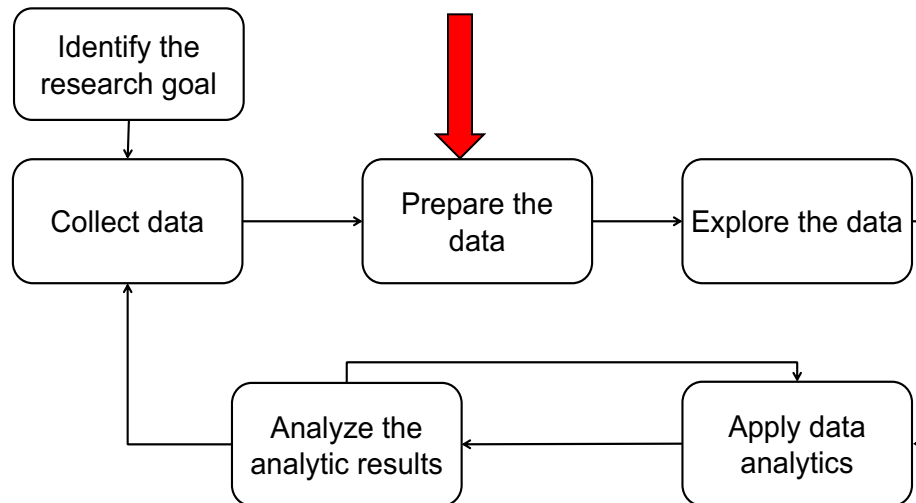 Identify the
research goal
Collect data
Prepare the
data
Explore the data
Analyze the
analytic results
Apply data
analytics